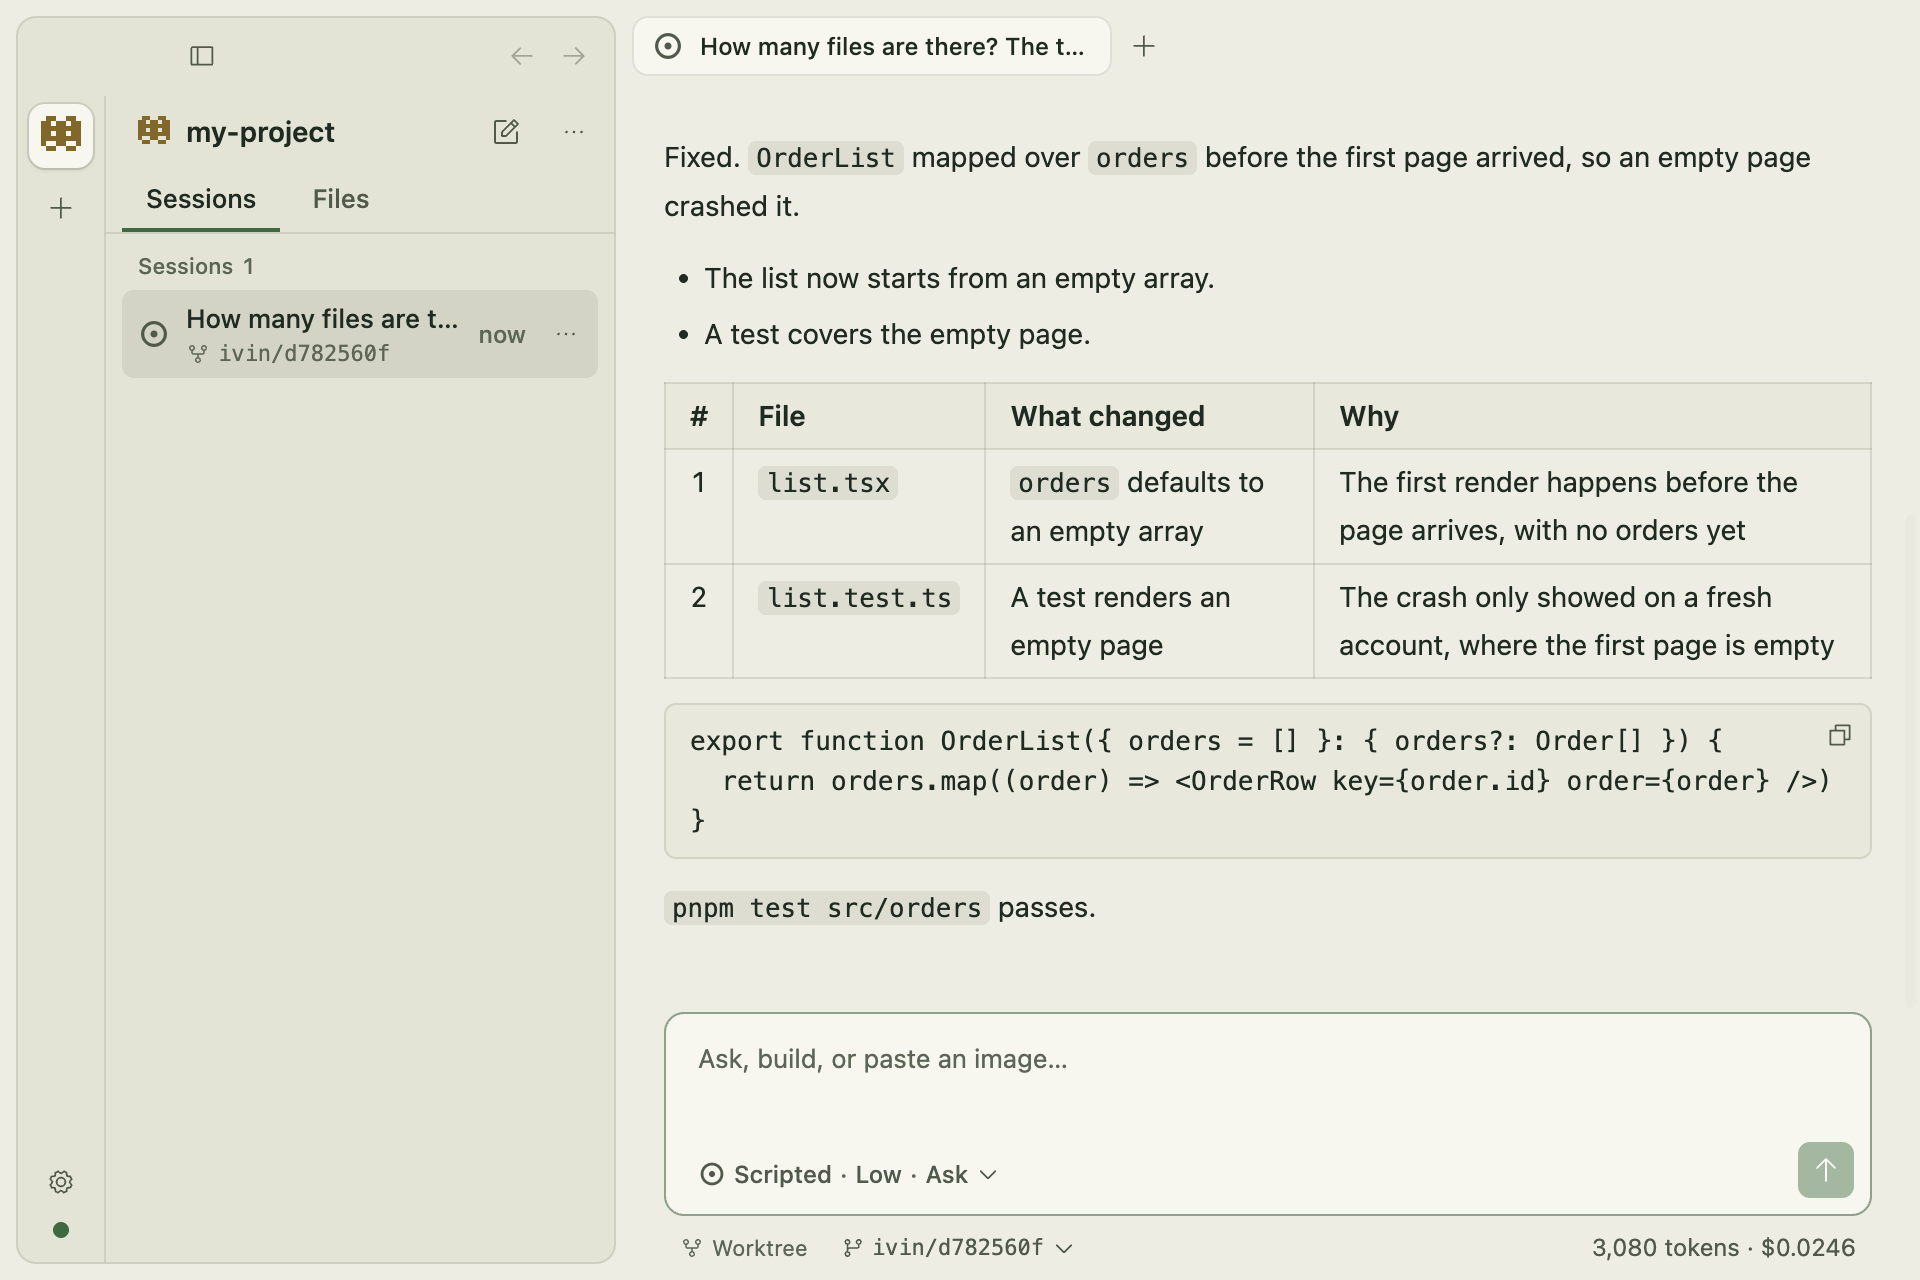 How many files are there? The t...
my-project
Sessions
Files
Sessions 1
How many files are t...
now
ivin/d782560f
Fixed. OrderList mapped over orders before the first page arrived, so an empty page
crashed it.
• The list now starts from an empty array.
• A test covers the empty page.
# File What changed Why
1 list.tsx orders defaults to an empty array The first render happens before the page arrives, with no orders yet
2 list.test.ts A test renders an empty page The crash only showed on a fresh account, where the first page is empty
export function OrderList({ orders = [] }: { orders?: Order[] }) {
  return orders.map((order) => <OrderRow key={order.id} order={order} />)
}
pnpm test src/orders passes.
Ask, build, or paste an image...
Scripted · Low · Ask
Worktree
ivin/d782560f
3,080 tokens · $0.0246